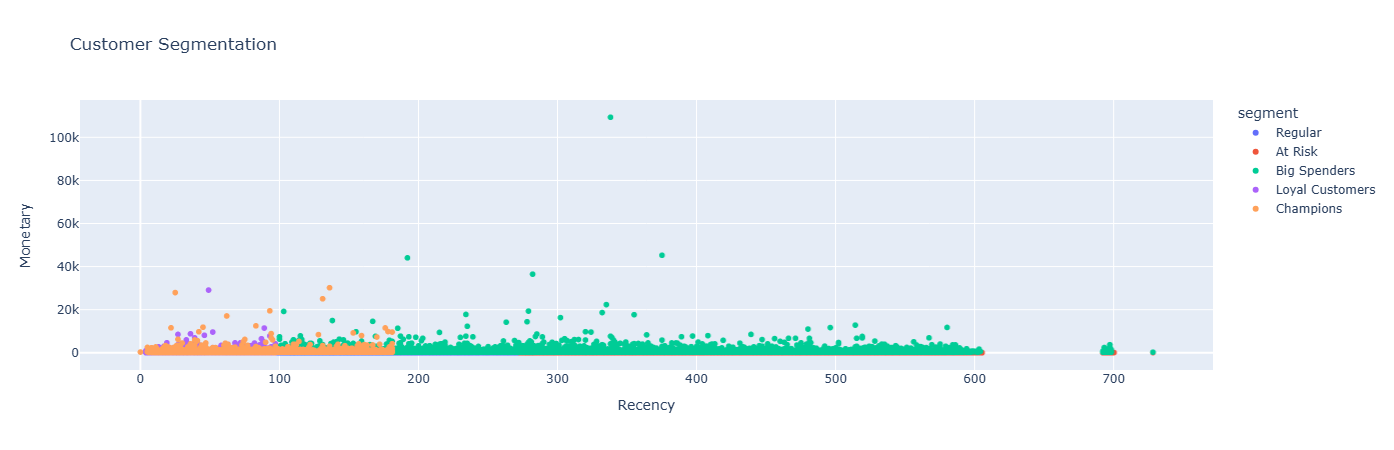 Customer Segmentation
segment
Regular
At Risk
Big Spenders
Loyal Customers
Champions
Monetary
100k
80k
60k
40k
20k
0
0
100
200
300
400
500
600
700
Recency